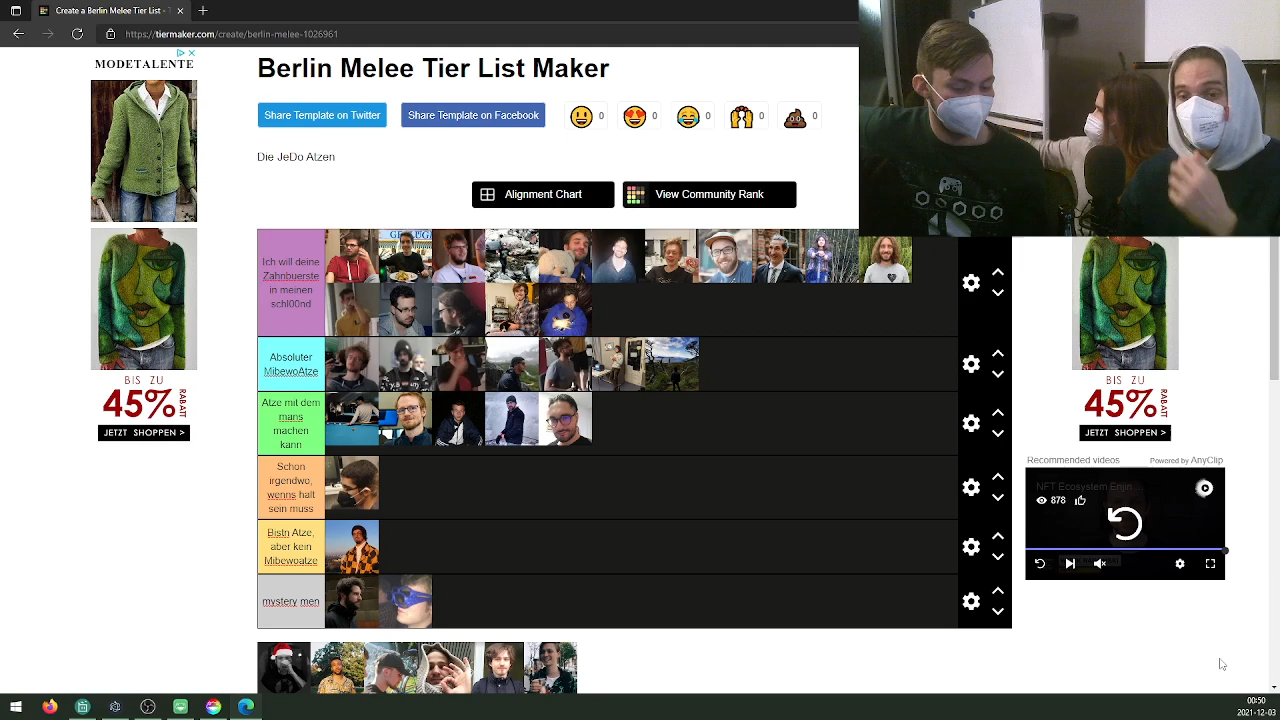 Create a Berlin Melee Tier List - T
https://tiermaker.com/create/berlin-melee-1026961
MODETALENTE
Berlin Melee Tier List Maker
Share Template on Twitter
Share Template on Facebook
0
0
0
0
0
Die JeDo Atzen
Alignment Chart
View Community Rank
Ich will deine
Zahnbuerste
in meinen
schl00nd
Absoluter
MibewoAtze
Atze mit dem
mans
machen
kann
Schon
irgendwo,
wenns halt
sein muss
Bistn Atze,
aber kein
Mibewoatze
mystery men
BIS ZU
45%
RABATT
JETZT SHOPPEN >
BIS ZU
45%
RABATT
JETZT SHOPPEN >
Recommended videos
Powered by AnyClip
NFT Ecosystem Enjin
878
00:50
2021-12-03